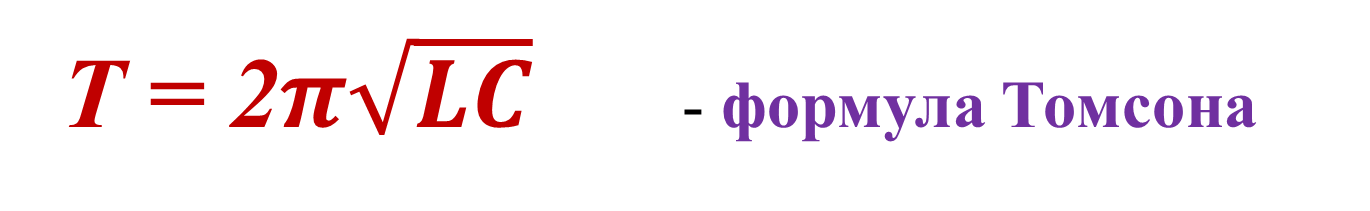 T = 2π√LC - формула Томсона